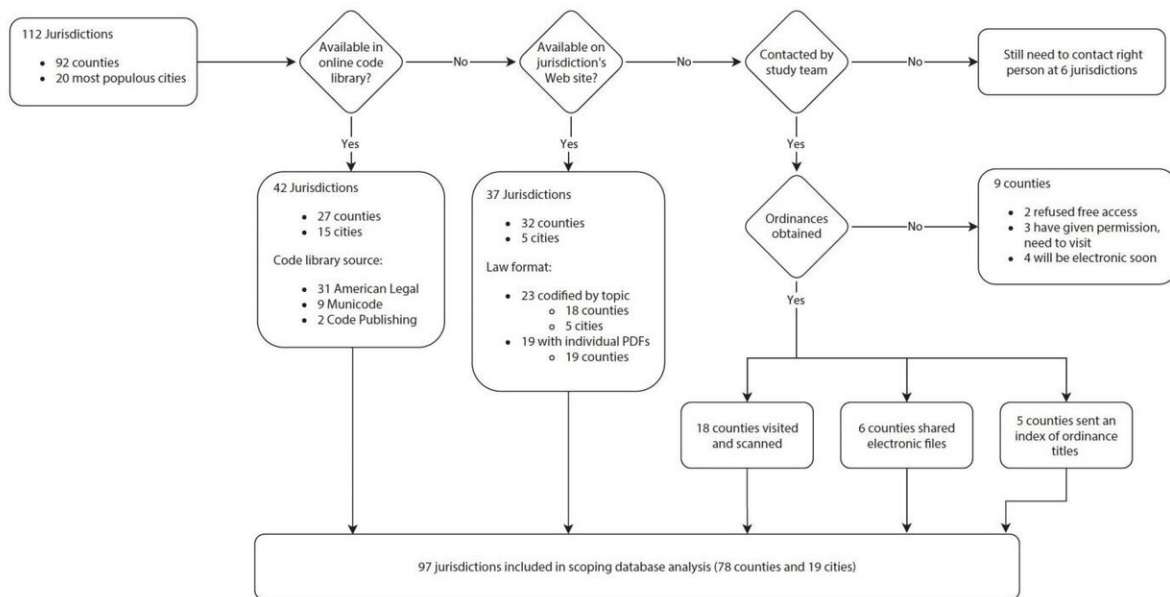 112 Jurisdictions
• 92 counties
• 20 most populous cities
Available in
online code
library?
No
Available on
jurisdiction's
Web site?
No
Contacted by
study team
No
Still need to contact right
person at 6 jurisdictions
Yes
Yes
Yes
42 Jurisdictions
• 27 counties
• 15 cities
Code library source:
• 31 American Legal
• 9 Municode
• 2 Code Publishing
37 Jurisdictions
• 32 counties
• 5 cities
Law format:
• 23 codified by topic
○ 18 counties
○ 5 cities
• 19 with individual PDFs
○ 19 counties
Ordinances
obtained
No
9 counties
• 2 refused free access
• 3 have given permission,
need to visit
• 4 will be electronic soon
Yes
18 counties visited
and scanned
6 counties shared
electronic files
5 counties sent an
index of ordinance
titles
97 jurisdictions included in scoping database analysis (78 counties and 19 cities)